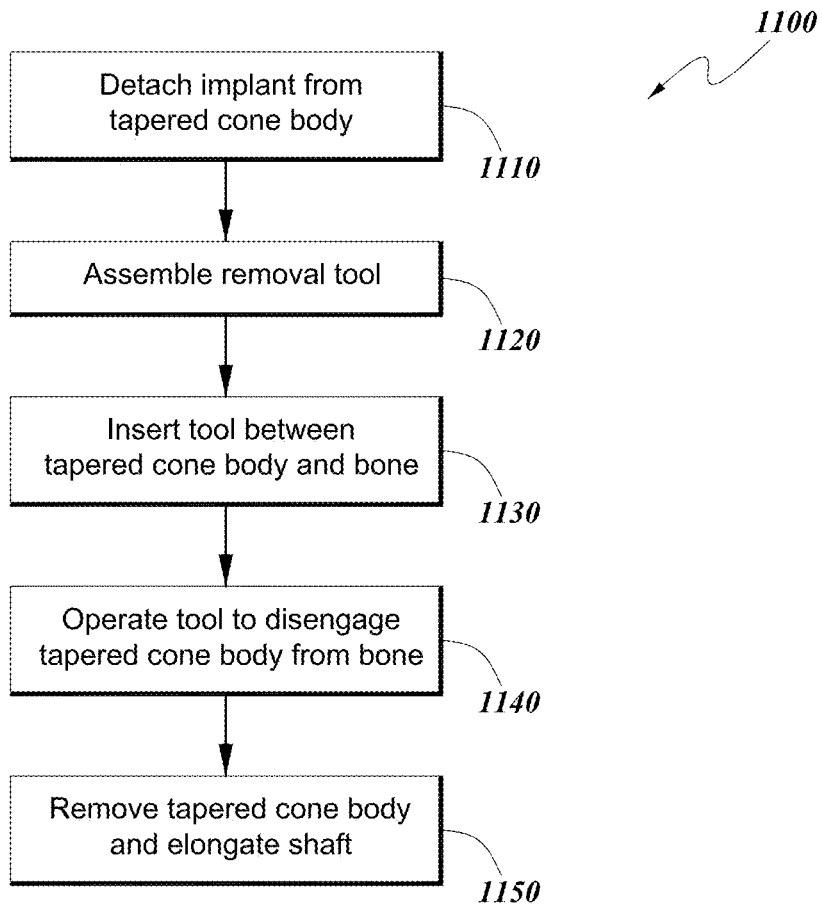 1100
Detach implant from
tapered cone body
1110
Assemble removal tool
1120
Insert tool between
tapered cone body and bone
1130
Operate tool to disengage
tapered cone body from bone
1140
Remove tapered cone body
and elongate shaft
1150